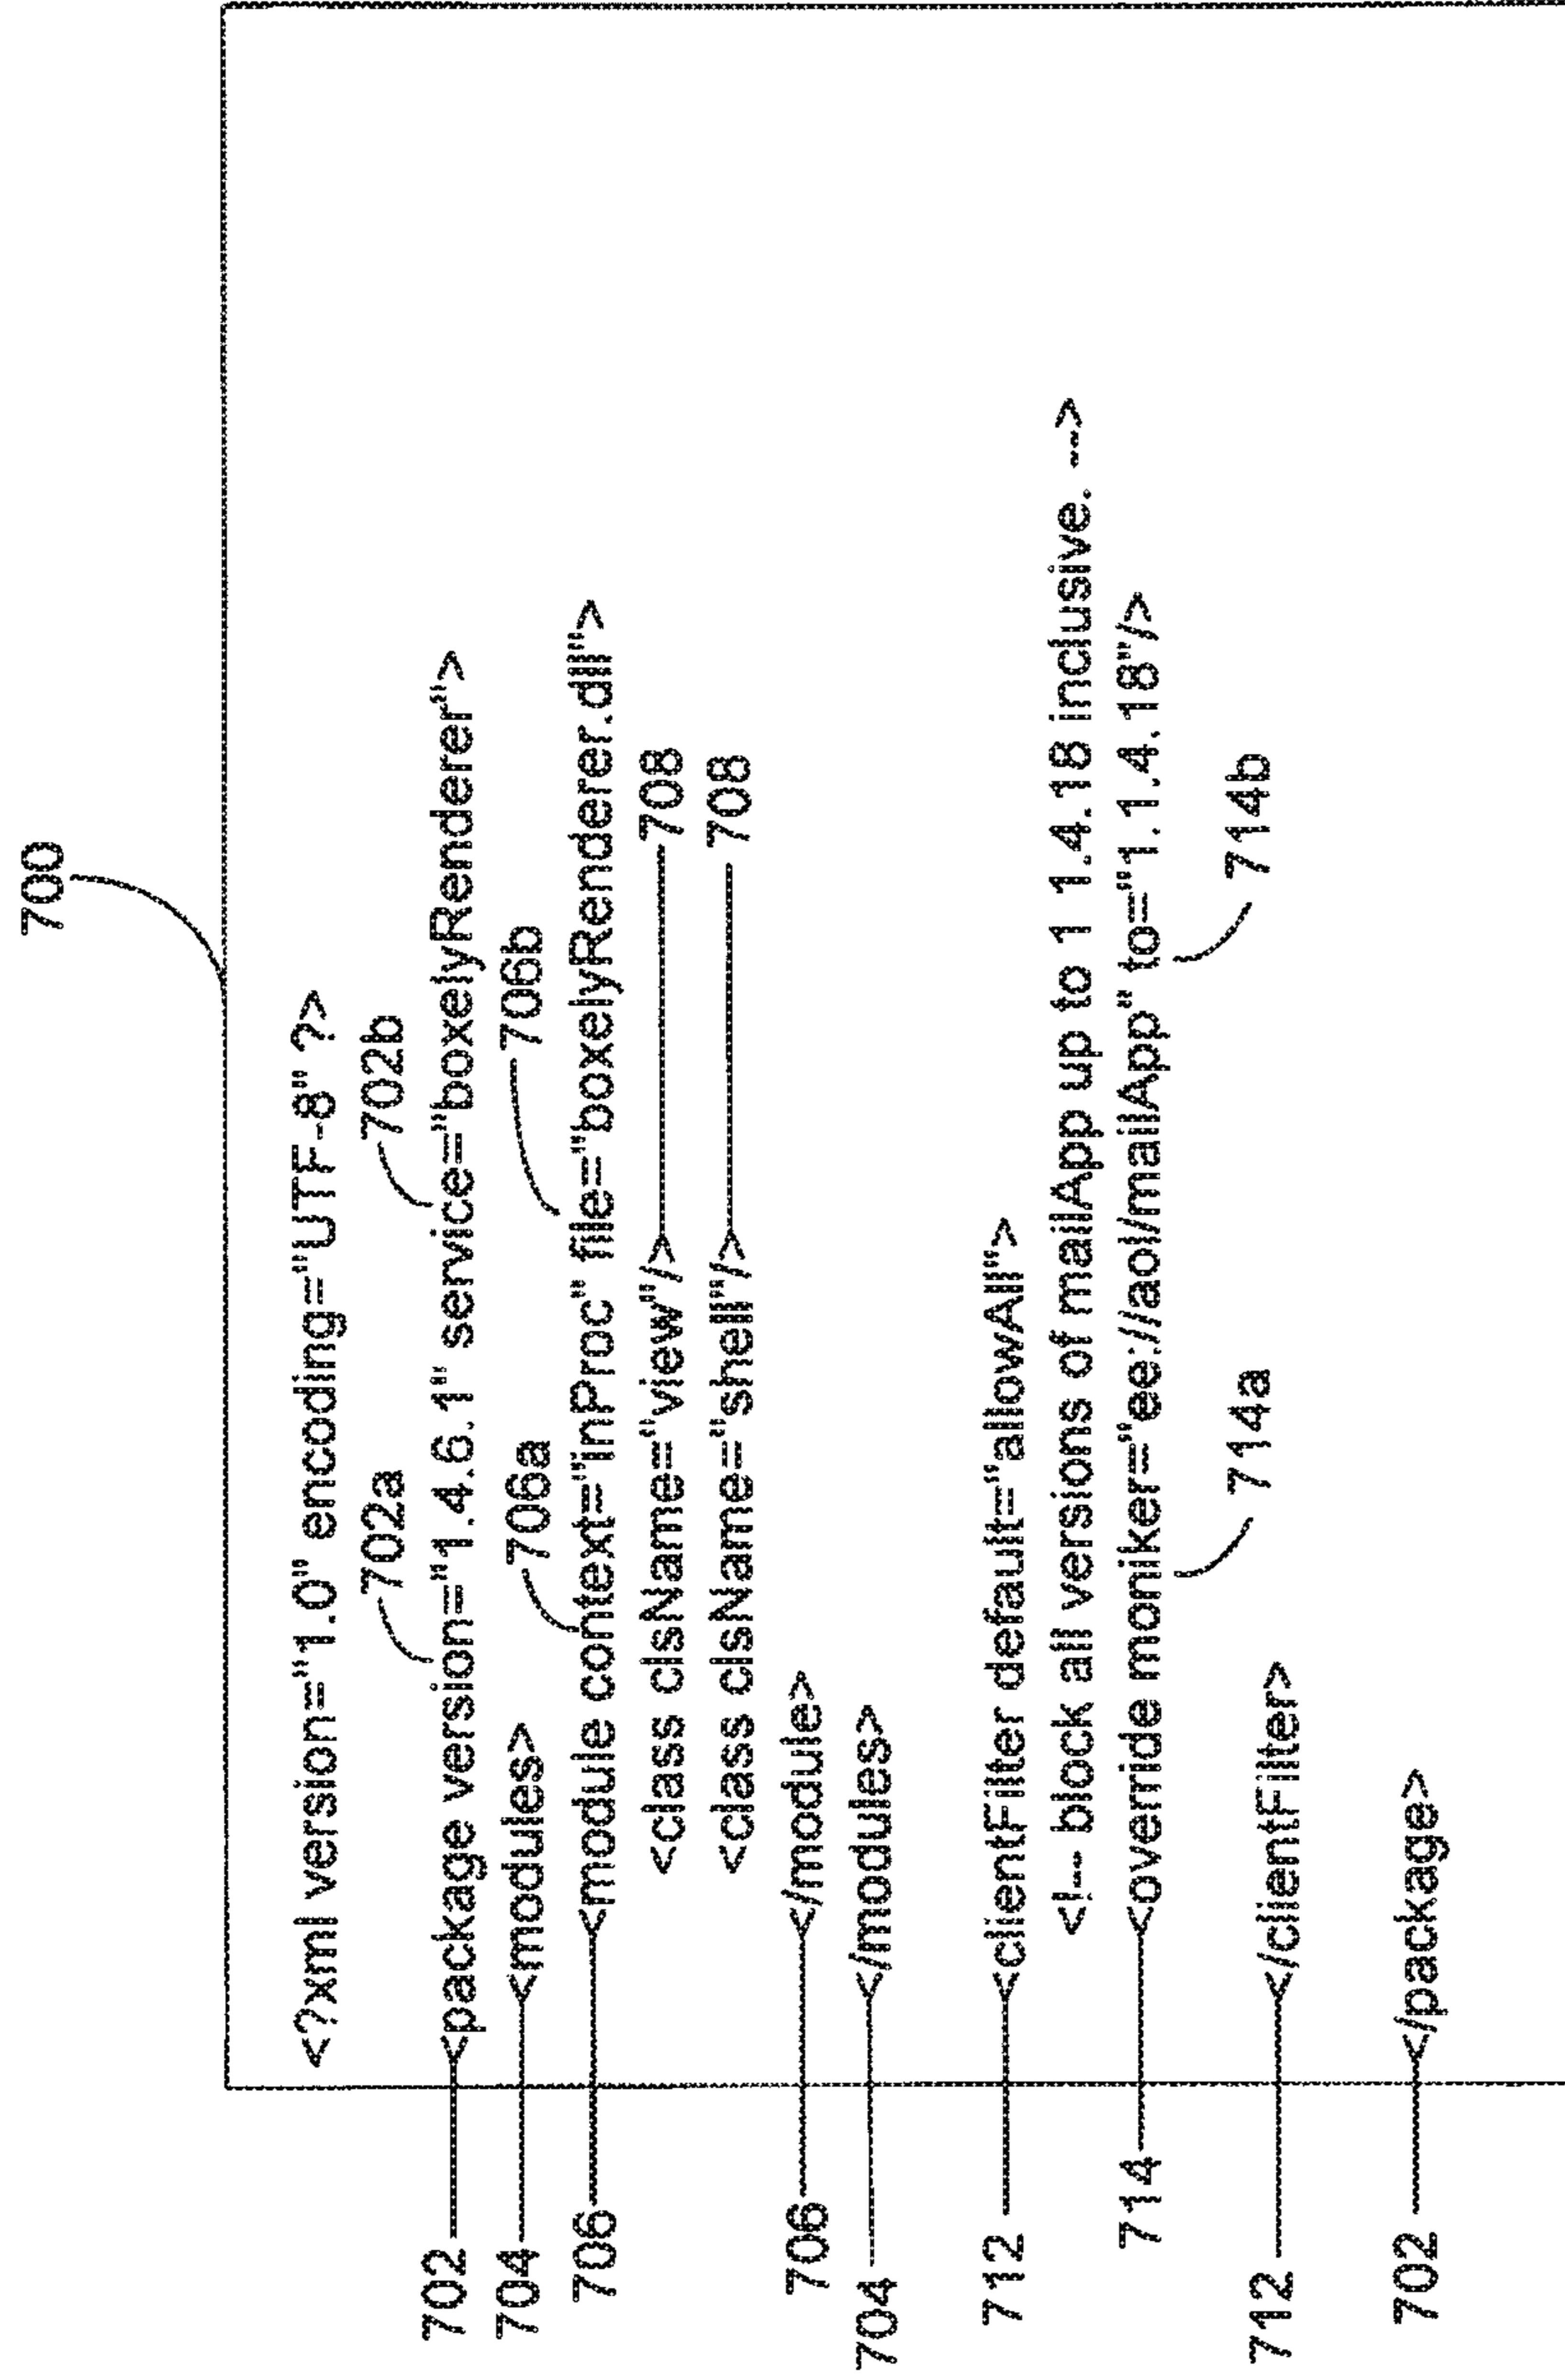 700
<?xml version="1.0" encoding="UTF-8" ?>
702a 702b
702 <package version="1.4.6.1" service="boxelyRenderer">
704 <modules> 706a 706b
706 <module context="inProc" file="boxelyRenderer.dll">
<class clsName="view"/> 708
<class clsName="shell"/> 708
706 </module>
704 </modules>
712 <clientFilter default="allowAll">
<!-- block all versions of mailApp up to 1 1.4.18 inclusive. -->
714 <override moniker="ee://aol/mailApp" to="1.1.4.18"/>
714a 714b
712 </clientFilter>
702 </package>